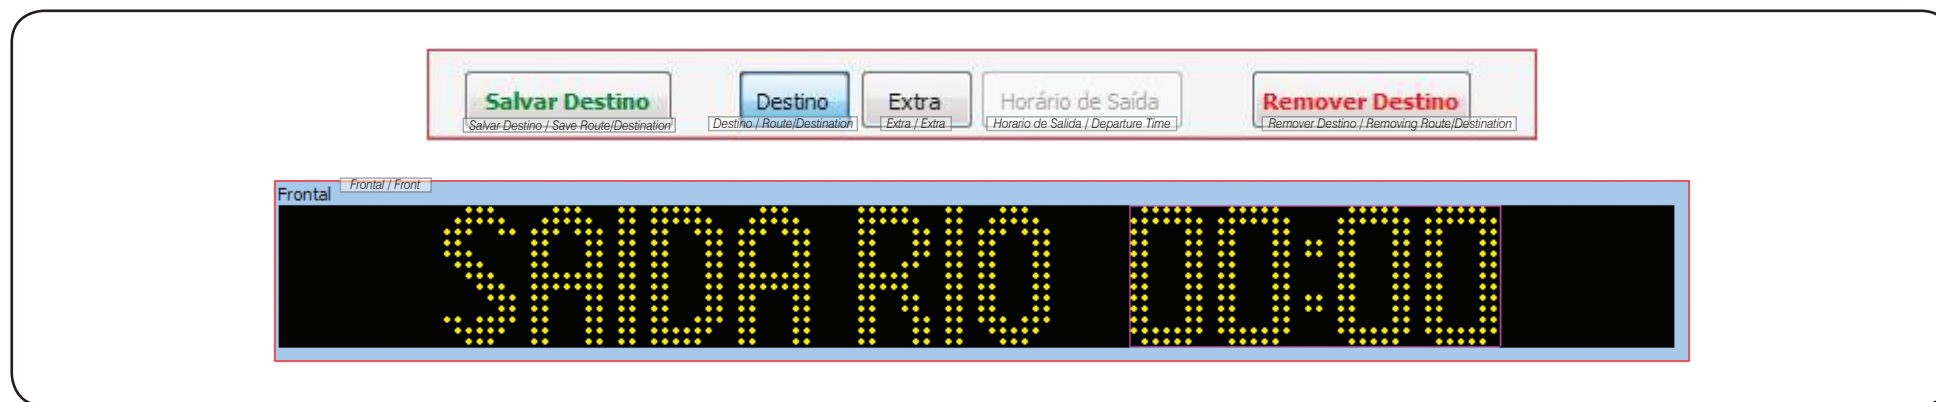 Salvar Destino Destino Extra Horário de Saída Remover Destino
Salvar Destino / Save Route/Destination Destino / Route/Destination Extra / Extra Horario de Salida / Departure Time Remover Destino / Removing Route/Destination
Frontal Frontal / Front
SAIDA RIO 00:00